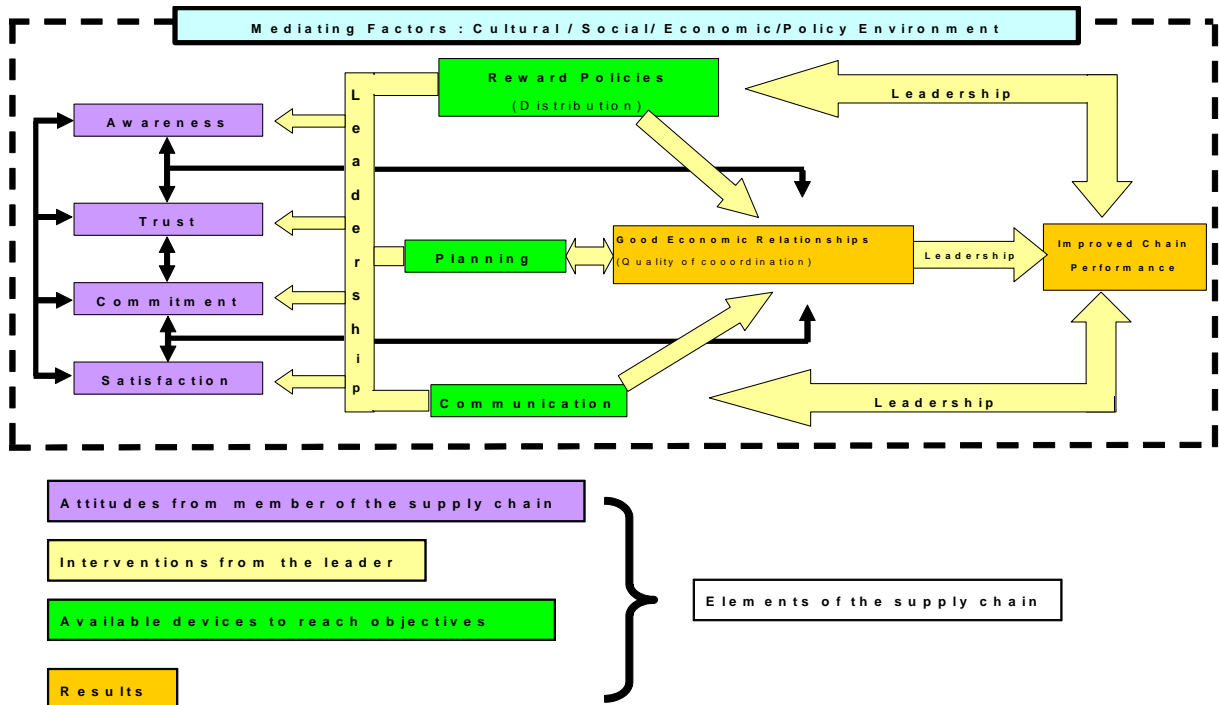 Mediating Factors : Cultural / Social/ Economic/Policy Environment
Reward Policies
(Distribution)
Leadership
Leadership
Awareness
Trust
Good Economic Relationships
(Quality of cooordination)
Planning
Leadership
Improved Chain
Performance
Commitment
Satisfaction
Communication
Leadership
Attitudes from member of the supply chain
Interventions from the leader
Elements of the supply chain
Available devices to reach objectives
Results